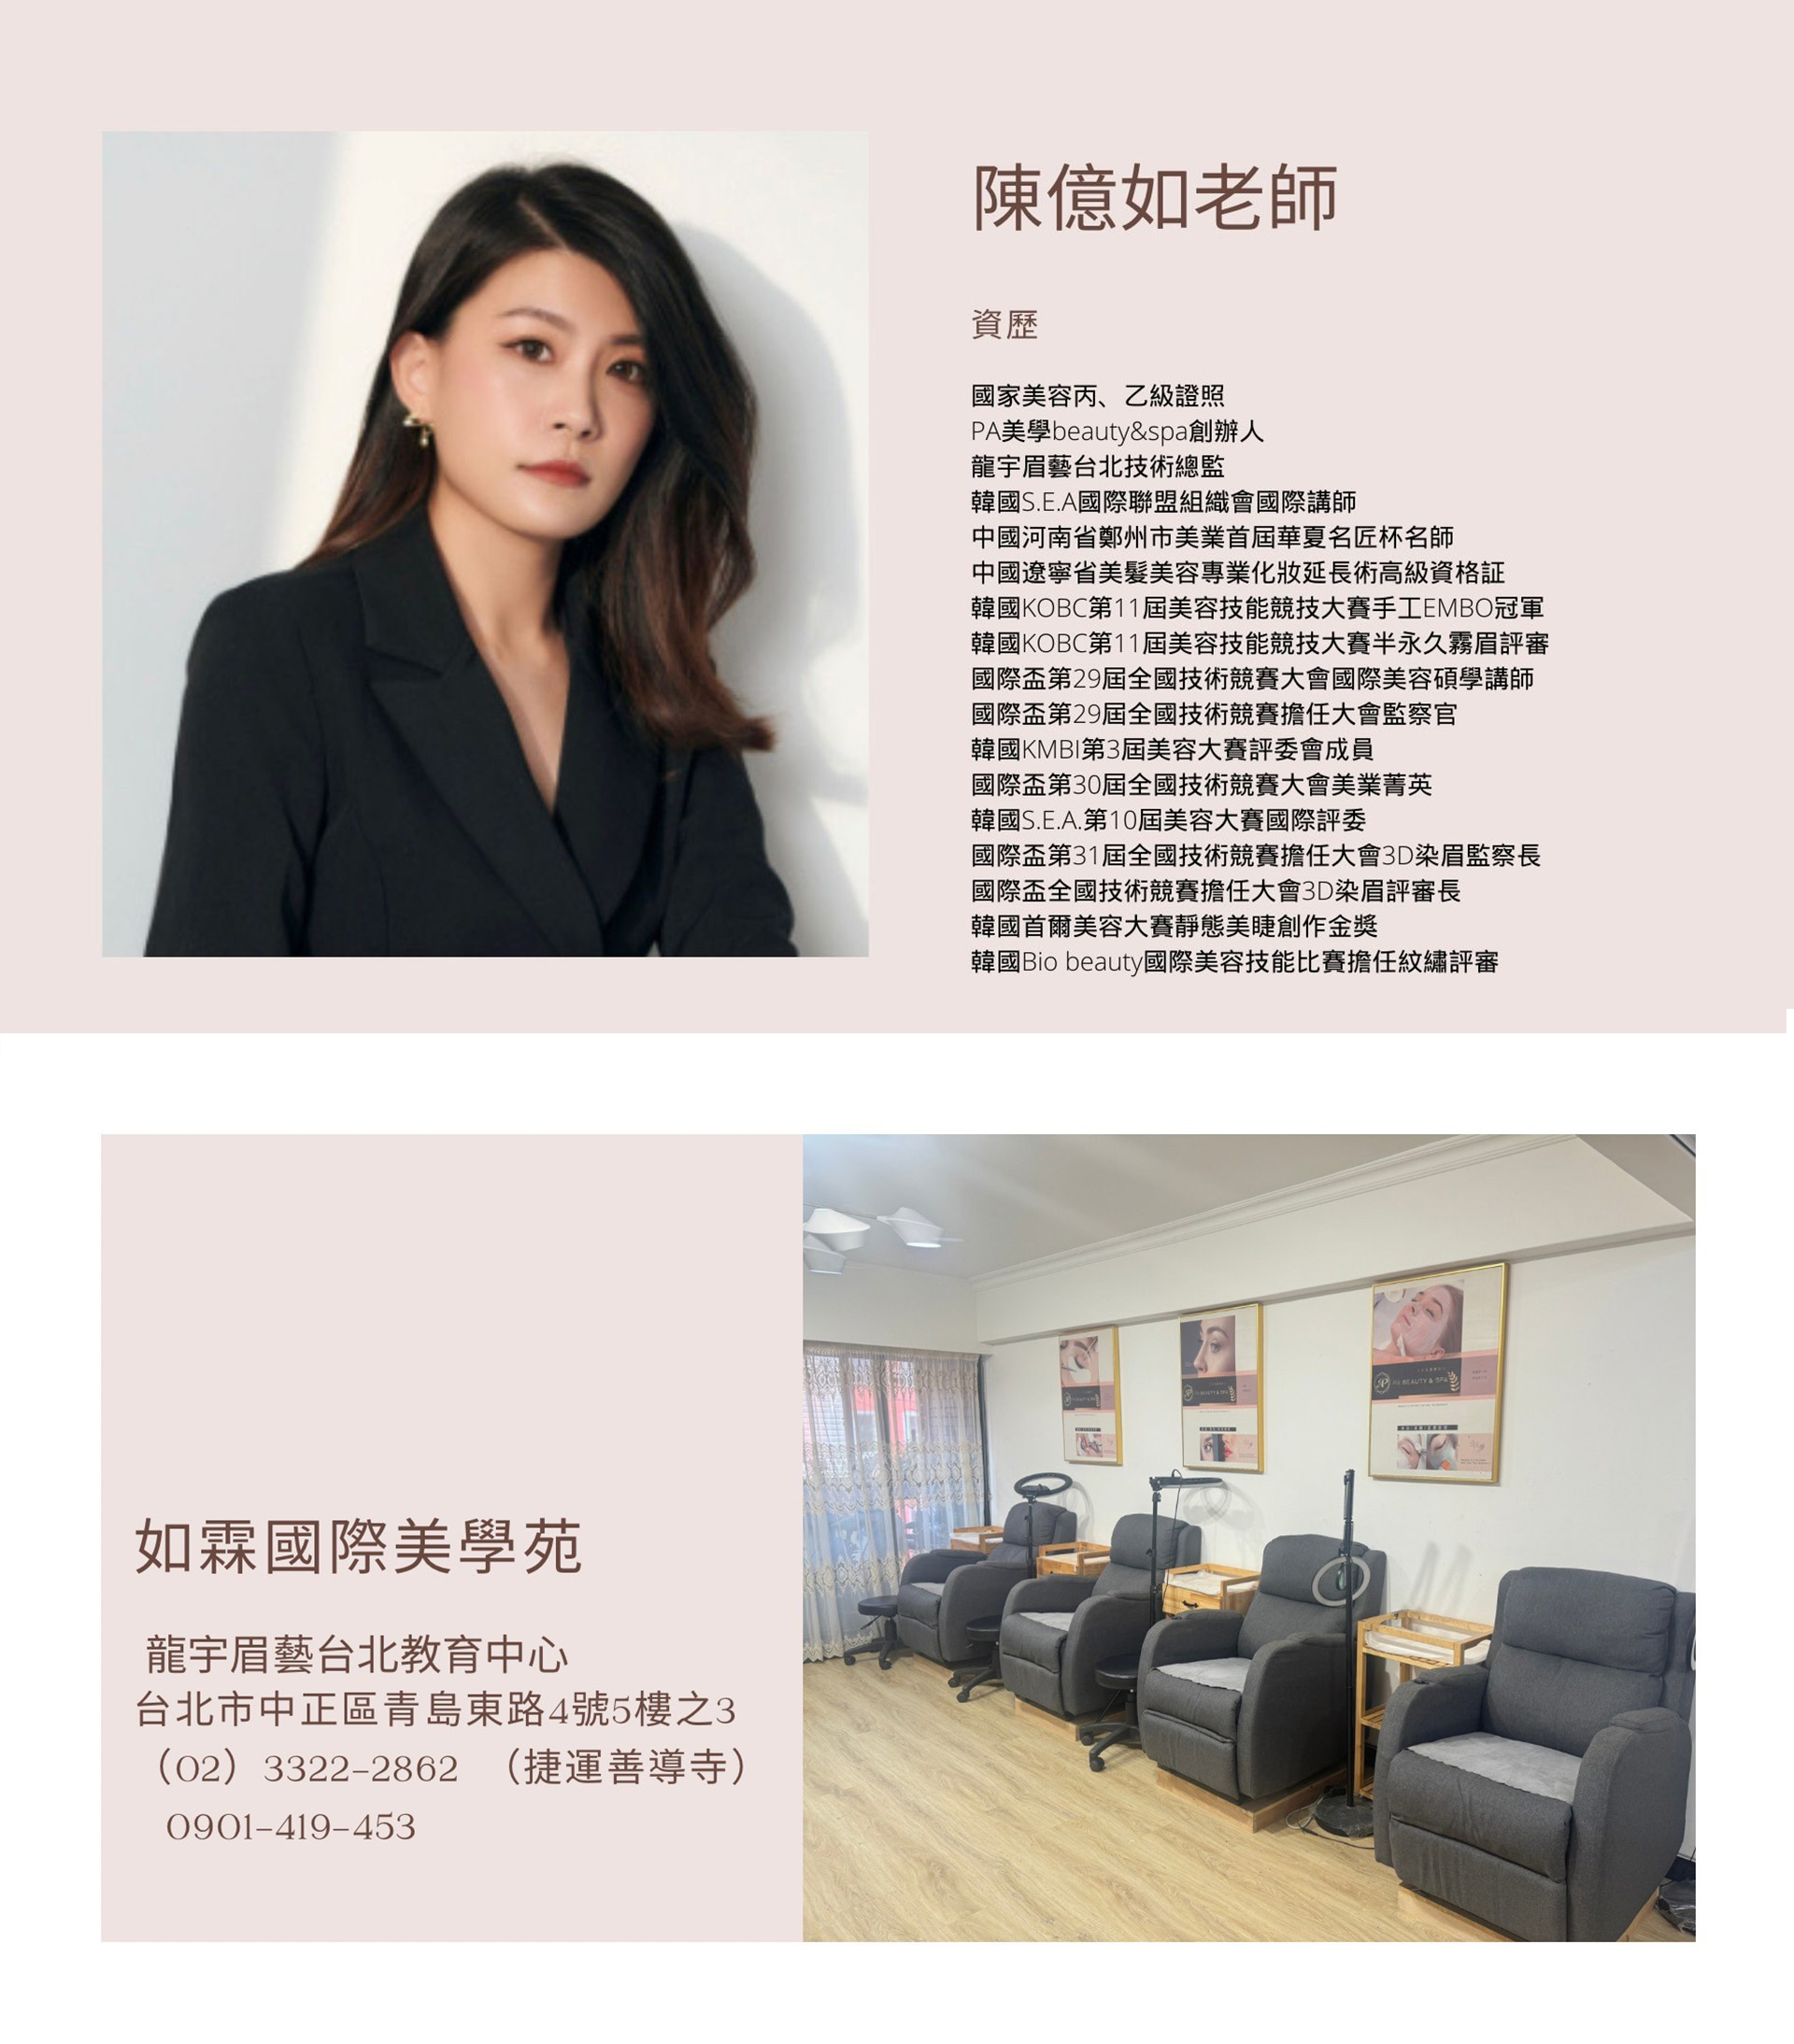 陳億如老師
資歷
國家美容丙、乙級證照
PA美學beauty&spa創辦人
龍宇眉藝台北技術總監
韓國S.E.A國際聯盟組織會國際講師
中國河南省鄭州市美業首屆華夏名匠杯名師
中國遼寧省美髮美容專業化妝延長術高級資格証
韓國KOBC第11屆美容技能競技大賽手工EMBO冠軍
韓國KOBC第11屆美容技能競技大賽半永久霧眉評審
國際盃第29屆全國技術競賽大會國際美容碩學講師
國際盃第29屆全國技術競賽擔任大會監察官
韓國KMBI第3屆美容大賽評委會成員
國際盃第30屆全國技術競賽大會美業菁英
韓國S.E.A.第10屆美容大賽國際評委
國際盃第31屆全國技術競賽擔任大會3D染眉監察長
國際盃全國技術競賽擔任大會3D染眉評審長
韓國首爾美容大賽靜態美睫創作金獎
韓國Bio beauty國際美容技能比賽擔任紋繡評審
如霖國際美學苑
龍宇眉藝台北教育中心
台北市中正區青島東路4號5樓之3
（02）3322-2862 （捷運善導寺）
0901-419-453
PA BEAUTY & SPA
PA BEAUTY & SPA
PA BEAUTY & SPA